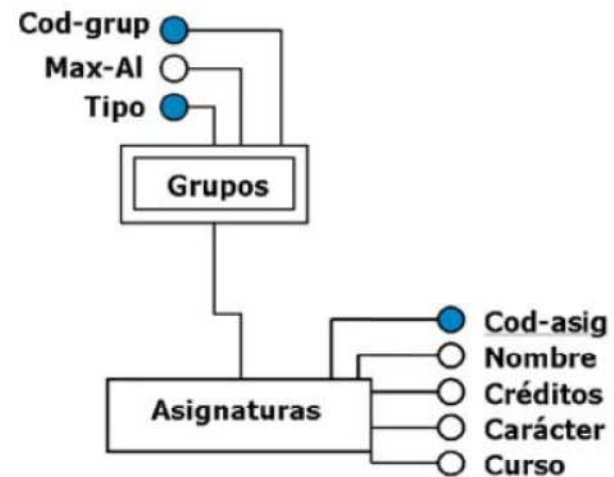 Cod-grup
Max-Al
Tipo
Grupos
Cod-asig
Nombre
Créditos
Asignaturas
Carácter
Curso